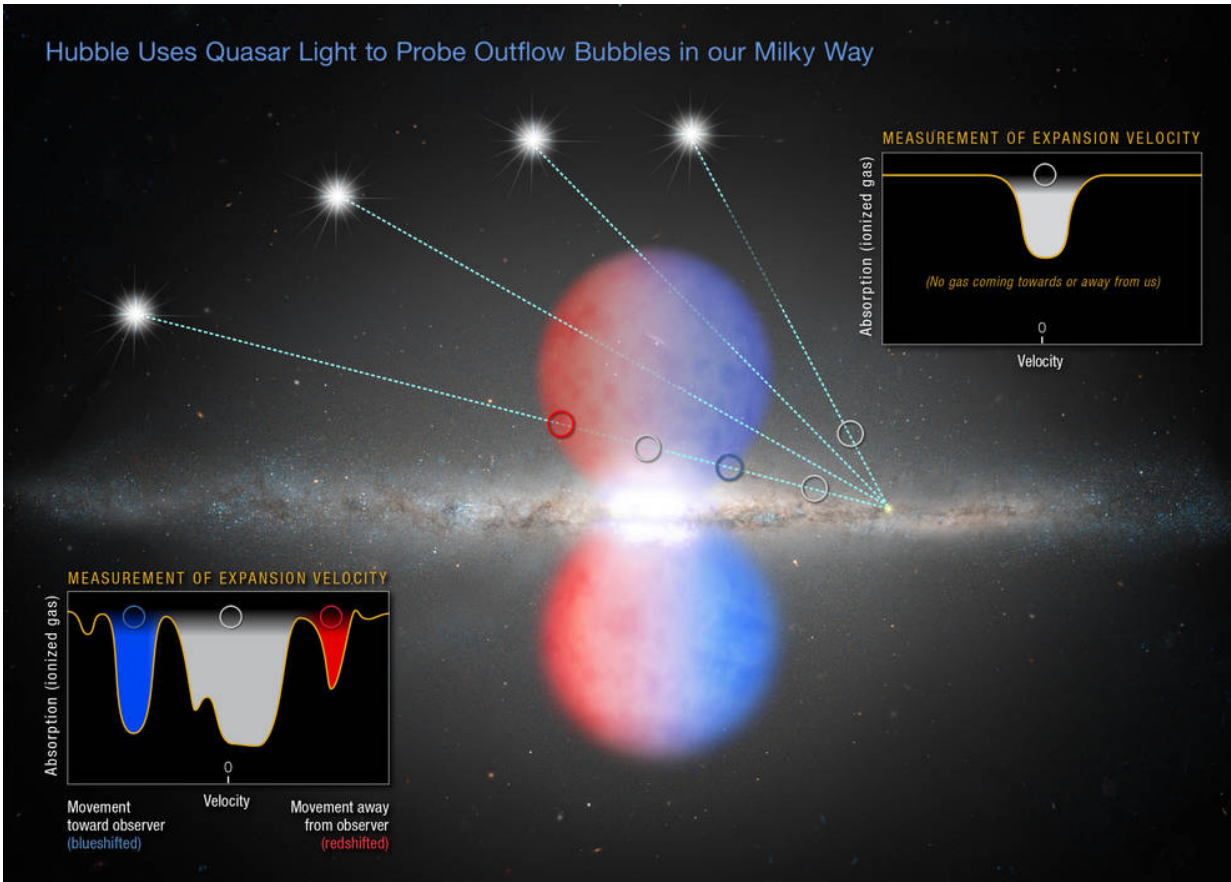 Hubble Uses Quasar Light to Probe Outflow Bubbles in our Milky Way
MEASUREMENT OF EXPANSION VELOCITY
Absorption (ionized gas)
(No gas coming towards or away from us)
0
Velocity
MEASUREMENT OF EXPANSION VELOCITY
Absorption (ionized gas)
0
Velocity
Movement
toward observer
(blueshifted)
Movement away
from observer
(redshifted)